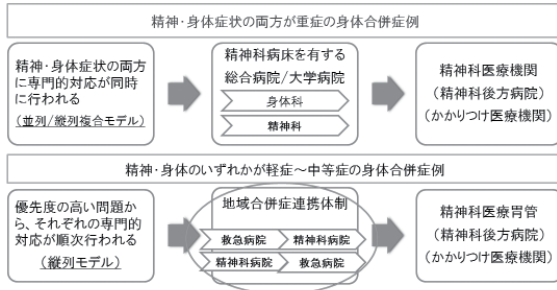 精神・身体症状の両方が重症の身体合併症例
精神・身体症状の両方
に専門的対応が同時
に行われる
（並列/縦列複合モデル）
精神科病床を有する
総合病院/大学病院
身体科
精神科
精神科医療機関
（精神科後方病院）
（かかりつけ医療機関）
精神・身体のいずれかが軽症～中等症の身体合併症例
優先度の高い問題か
ら、それぞれの専門的
対応が順次行われる
（縦列モデル）
地域合併症連携体制
救急病院
精神科病院
精神科病院
救急病院
精神科医療胃管
（精神科後方病院）
（かかりつけ医療機関）